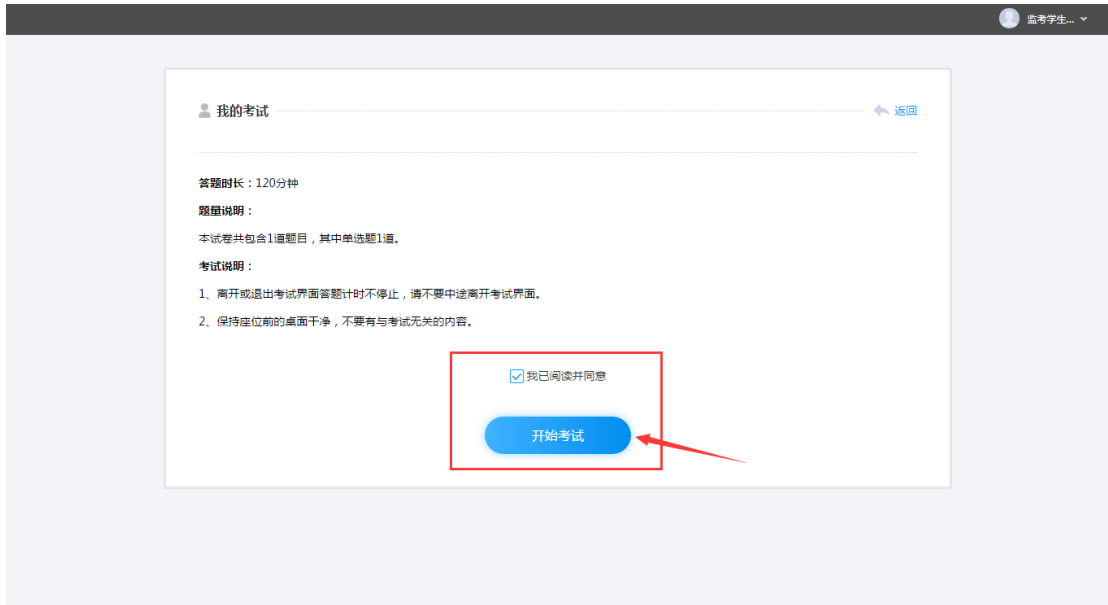 监考学生...
我的考试
返回
答题时长：120分钟
题量说明：
本试卷共包含1道题目，其中单选题1道。
考试说明：
1、离开或退出考试界面答题计时不停止，请不要中途离开考试界面。
2、保持座位前的桌面干净，不要有与考试无关的内容。
我已阅读并同意
开始考试